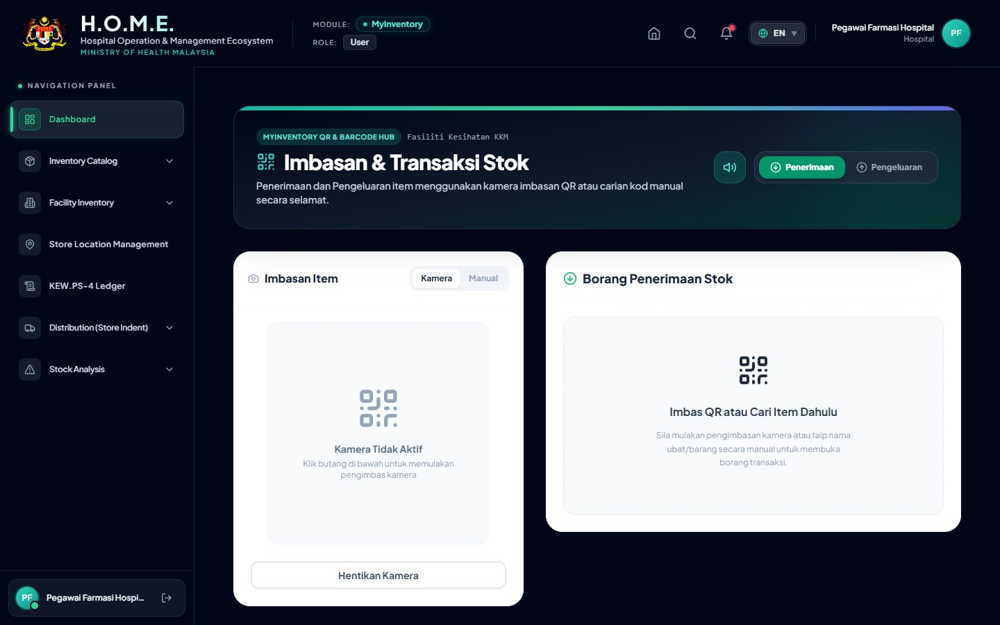 H.O.M.E.
Hospital Operation & Management Ecosystem
MINISTRY OF HEALTH MALAYSIA
MODULE: MyInventory
ROLE: User
EN
Pegawai Farmasi Hospital
Hospital
PF
NAVIGATION PANEL
Dashboard
Inventory Catalog
Facility Inventory
Store Location Management
KEW.PS-4 Ledger
Distribution (Store Indent)
Stock Analysis
PF
Pegawai Farmasi Hospi...
MYINVENTORY QR & BARCODE HUB
Fasiliti Kesihatan KKM
Imbasan & Transaksi Stok
Penerimaan dan Pengeluaran item menggunakan kamera imbasan QR atau carian kod manual
secara selamat.
Penerimaan
Pengeluaran
Imbasan Item
Kamera
Manual
Kamera Tidak Aktif
Klik butang di bawah untuk memulakan
pengimbas kamera
Hentikan Kamera
Borang Penerimaan Stok
Imbas QR atau Cari Item Dahulu
Sila mulakan pengimbasan kamera atau taip nama
ubat/barang secara manual untuk membuka
borang transaksi.